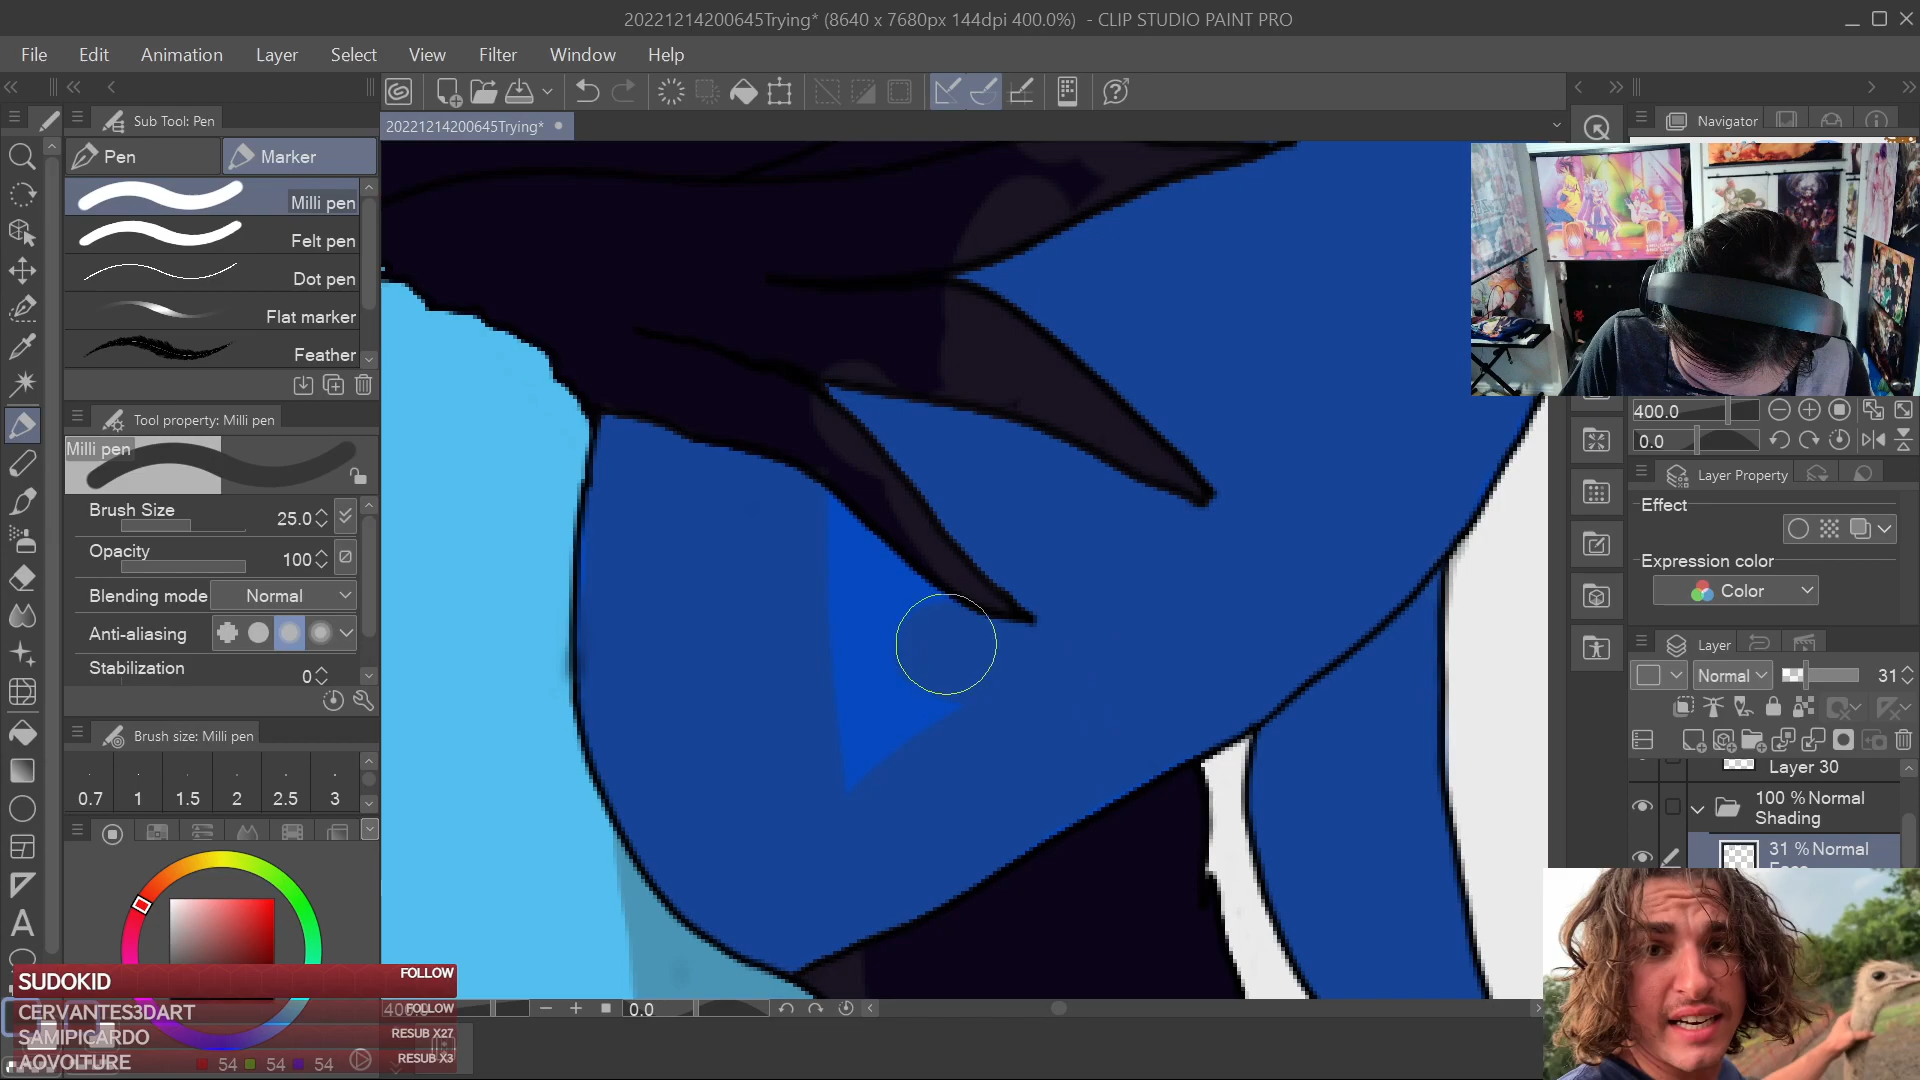 20221214200645Trying* (8640 x 7680px 144dpi 400.0%) - CLIP STUDIO PAINT PRO
File Edit Animation Layer Select View Filter Window Help
Sub Tool: Pen
20221214200645Trying*
Navigator
Pen
Marker
Milli pen
Felt pen
Dot pen
Flat marker
Feather
Tool property: Milli pen
Milli pen
Brush Size 25.0
Opacity 100
Blending mode Normal
Anti-aliasing
Stabilization 0
Brush size: Milli pen
0.7 1 1.5 2 2.5 3
400.0
0.0
Layer Property
Effect
Expression color
Color
Layer
Normal 31
Layer 30
100 % Normal
Shading
31 % Normal
SUDOKID FOLLOW
CERVANTES3DART FOLLOW
SAMIPICARDO RESUB X27
AOVOLTURE RESUB X3
54 54 54
0.0